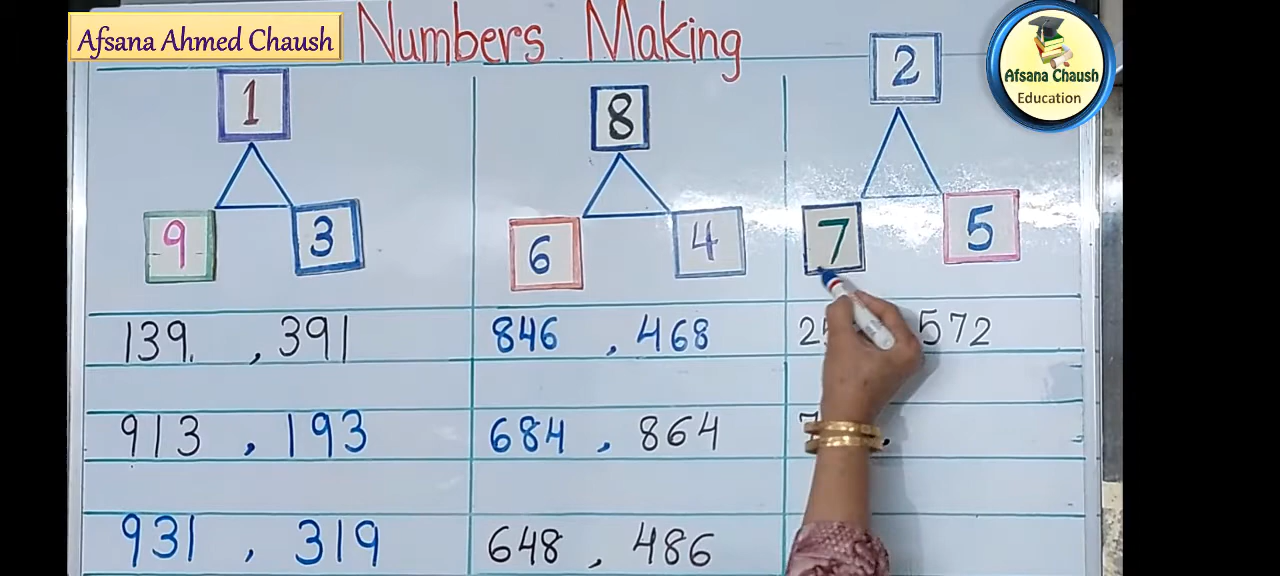 Afsana Ahmed Chaush
Numbers Making
Afsana Chaush
Education
1
9 3
8
6 4
2
7 5
139. , 391
846 , 468
572
913 , 193
684 , 864
931 , 319
648 , 486